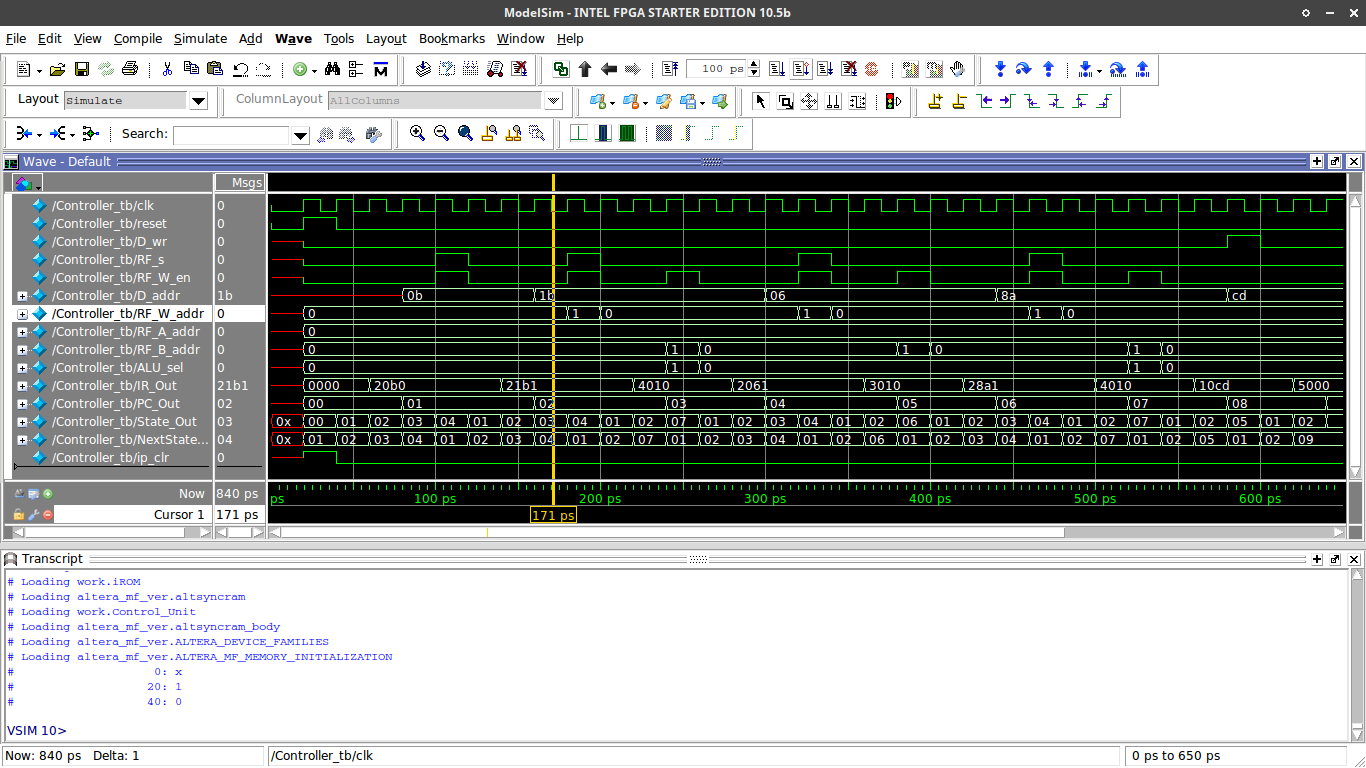 ModelSim - INTEL FPGA STARTER EDITION 10.5b
File Edit View Compile Simulate Add Wave Tools Layout Bookmarks Window Help
100 ps
Layout Simulate ColumnLayout AllColumns
Search:
Wave - Default
Msgs
/Controller_tb/clk 0
/Controller_tb/reset 0
/Controller_tb/D_wr 0
/Controller_tb/RF_s 0
/Controller_tb/RF_W_en 0
/Controller_tb/D_addr 1b 0b 1b 06 8a cd
/Controller_tb/RF_W_addr 0 0 1 0 1 0 1 0
/Controller_tb/RF_A_addr 0 0
/Controller_tb/RF_B_addr 0 0 1 0 1 0 1 0
/Controller_tb/ALU_sel 0 0 1 0 1 0
/Controller_tb/IR_Out 21b1 0000 20b0 21b1 4010 2061 3010 28a1 4010 10cd 5000
/Controller_tb/PC_Out 02 00 01 02 03 04 05 06 07 08
/Controller_tb/State_Out 03 0x 00 01 02 03 04 01 02 03 04 01 02 07 01 02 03 04 01 02 06 01 02 03 04 01 02 07 01 02 05 01 02
/Controller_tb/NextState... 04 0x 01 02 03 04 01 02 03 04 01 02 07 01 02 03 04 01 02 06 01 02 03 04 01 02 07 01 02 05 01 02 09
/Controller_tb/ip_clr 0
Now 840 ps ps 100 ps 200 ps 300 ps 400 ps 500 ps 600 ps
Cursor 1 171 ps 171 ps
Transcript
# Loading work.iROM
# Loading altera_mf_ver.altsyncram
# Loading work.Control_Unit
# Loading altera_mf_ver.altsyncram_body
# Loading altera_mf_ver.ALTERA_DEVICE_FAMILIES
# Loading altera_mf_ver.ALTERA_MF_MEMORY_INITIALIZATION
# 0: x
# 20: 1
# 40: 0
VSIM 10>
Now: 840 ps Delta: 1 /Controller_tb/clk 0 ps to 650 ps